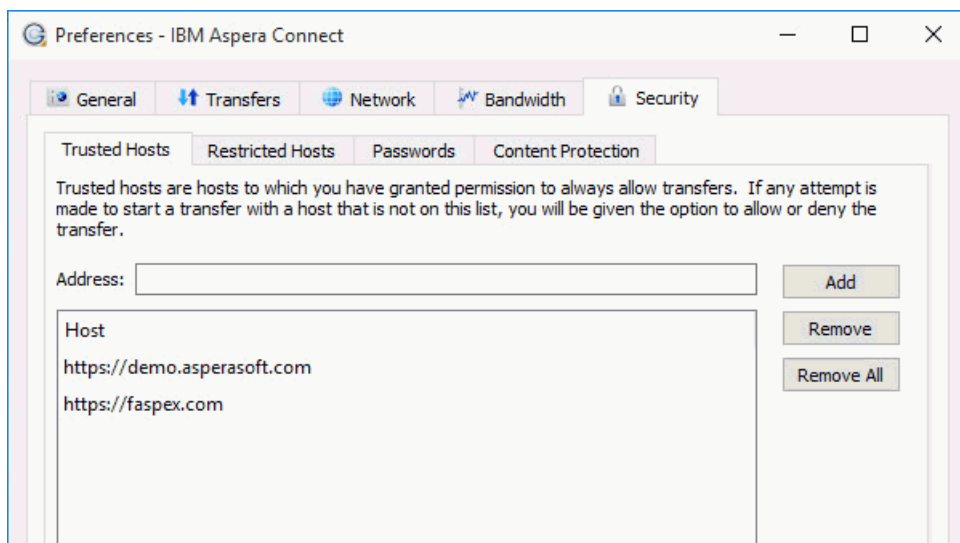 Preferences - IBM Aspera Connect
General Transfers Network Bandwidth Security
Trusted Hosts Restricted Hosts Passwords Content Protection
Trusted hosts are hosts to which you have granted permission to always allow transfers.  If any attempt is
made to start a transfer with a host that is not on this list, you will be given the option to allow or deny the
transfer.
Address: Add
Host Remove
https://demo.asperasoft.com Remove All
https://faspex.com